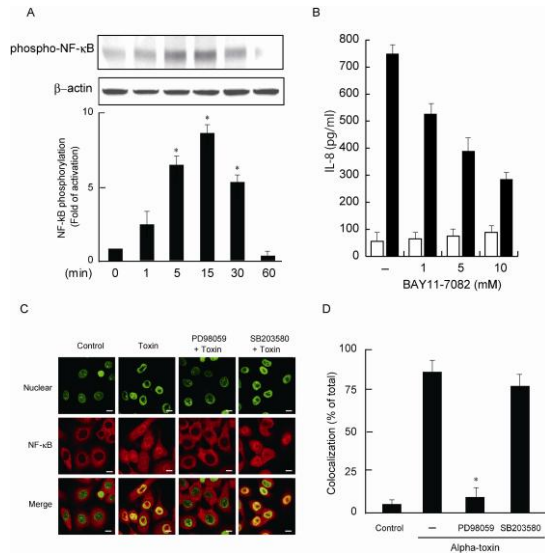 A
phospho-NF-κB
β-actin
NF-kB phosphorylation
(Fold of activation)
10
5
0
*
*
*
(min) 0 1 5 15 30 60
B
IL-8 (pg/ml)
800
700
600
500
400
300
200
100
0
– 1 5 10
BAY11-7082 (mM)
C
Control Toxin PD98059 + Toxin SB203580 + Toxin
Nuclear
NF-κB
Merge
D
Colocalization (% of total)
100
75
50
25
0
*
Control – PD98059 SB203580
Alpha-toxin